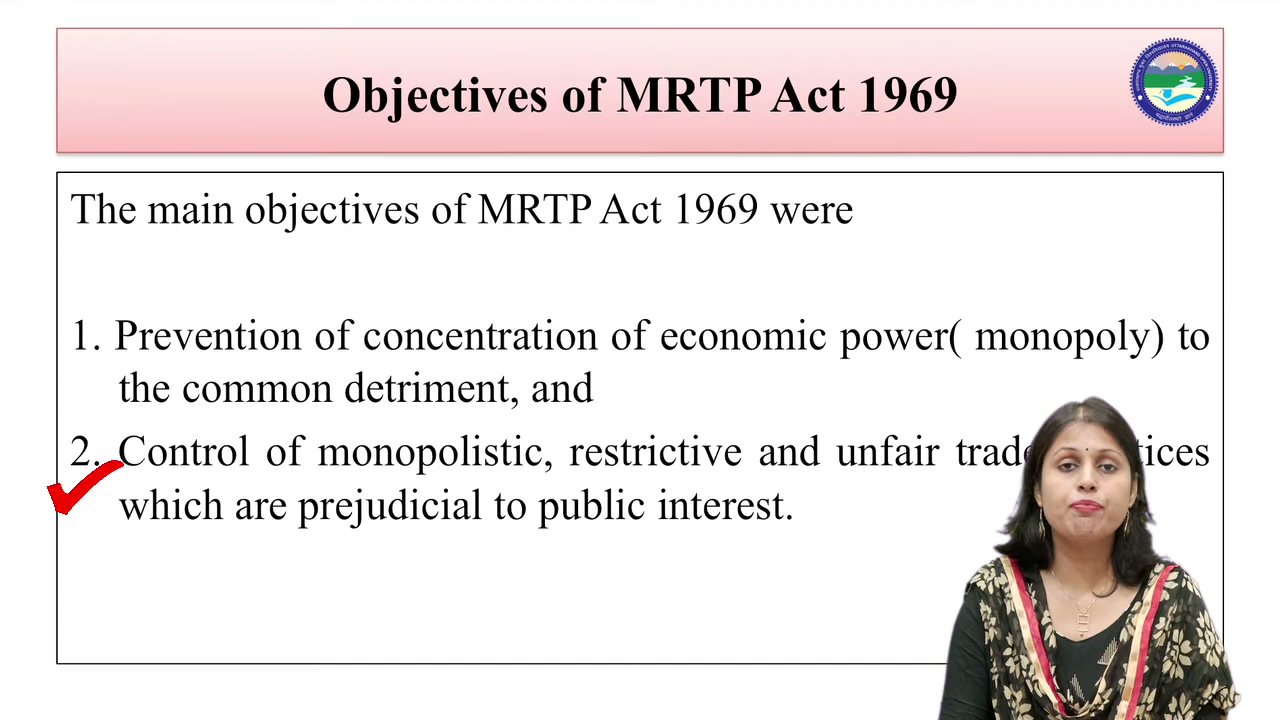 Objectives of MRTP Act 1969
UTTARAKHAND
The main objectives of MRTP Act 1969 were
1. Prevention of concentration of economic power( monopoly) to
the common detriment, and
2. Control of monopolistic, restrictive and unfair trade
which are prejudicial to public interest.